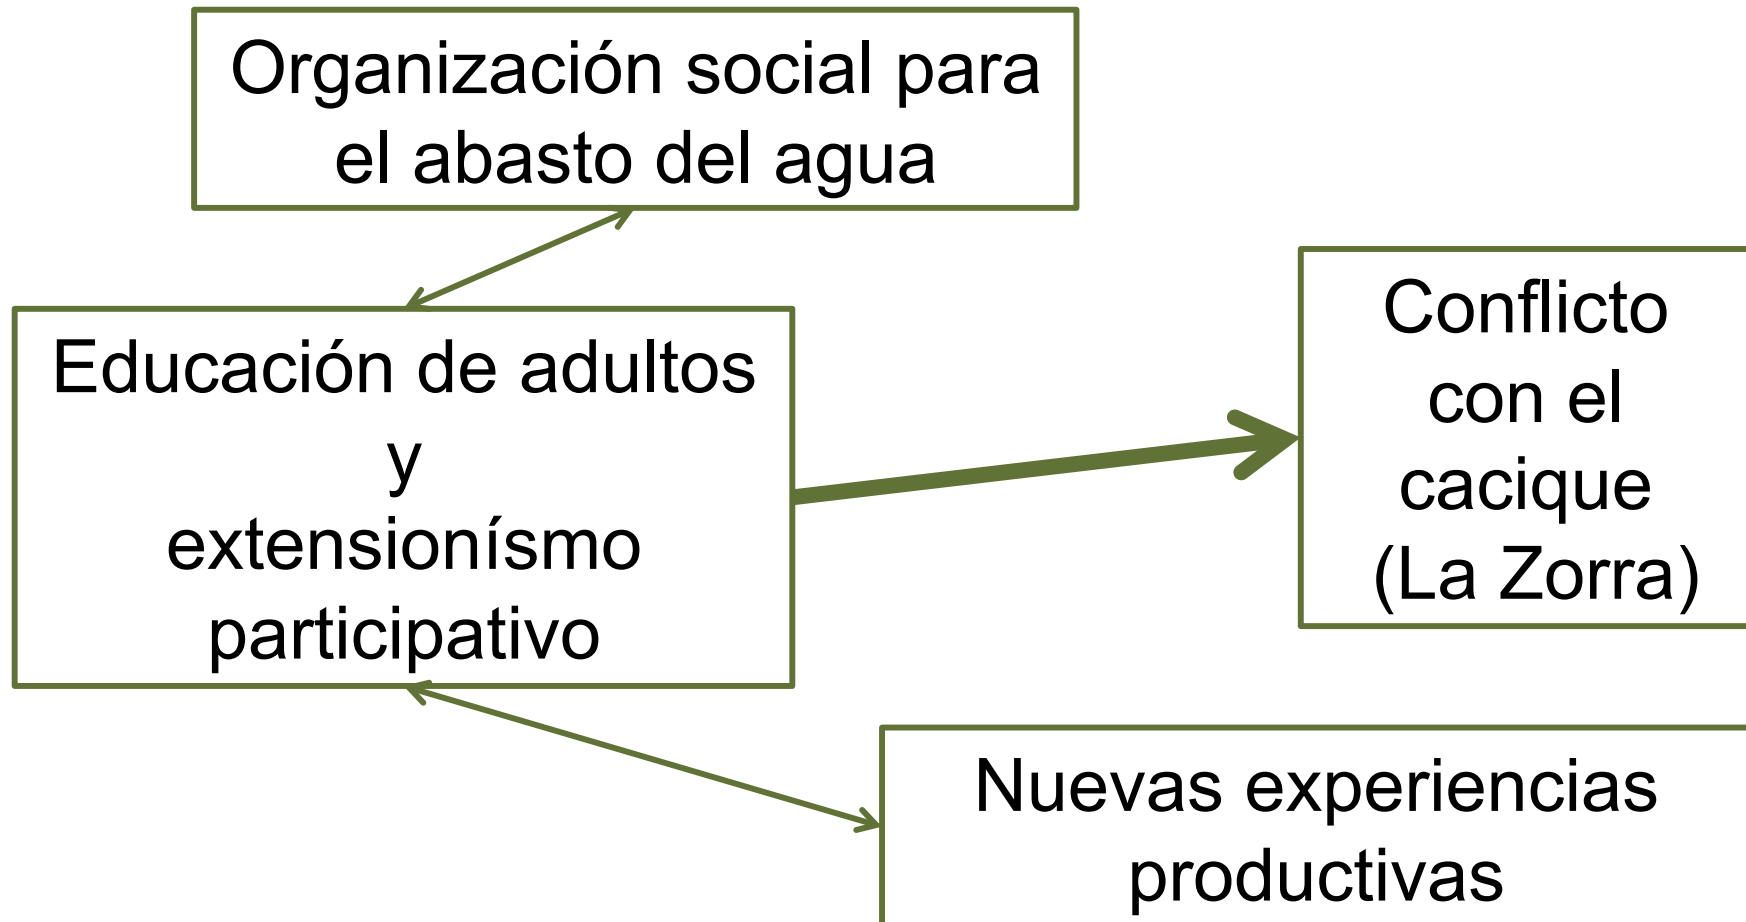 Organización social para
el abasto del agua
Educación de adultos
y
extensionísmo
participativo
Conflicto
con el
cacique
(La Zorra)
Nuevas experiencias
productivas